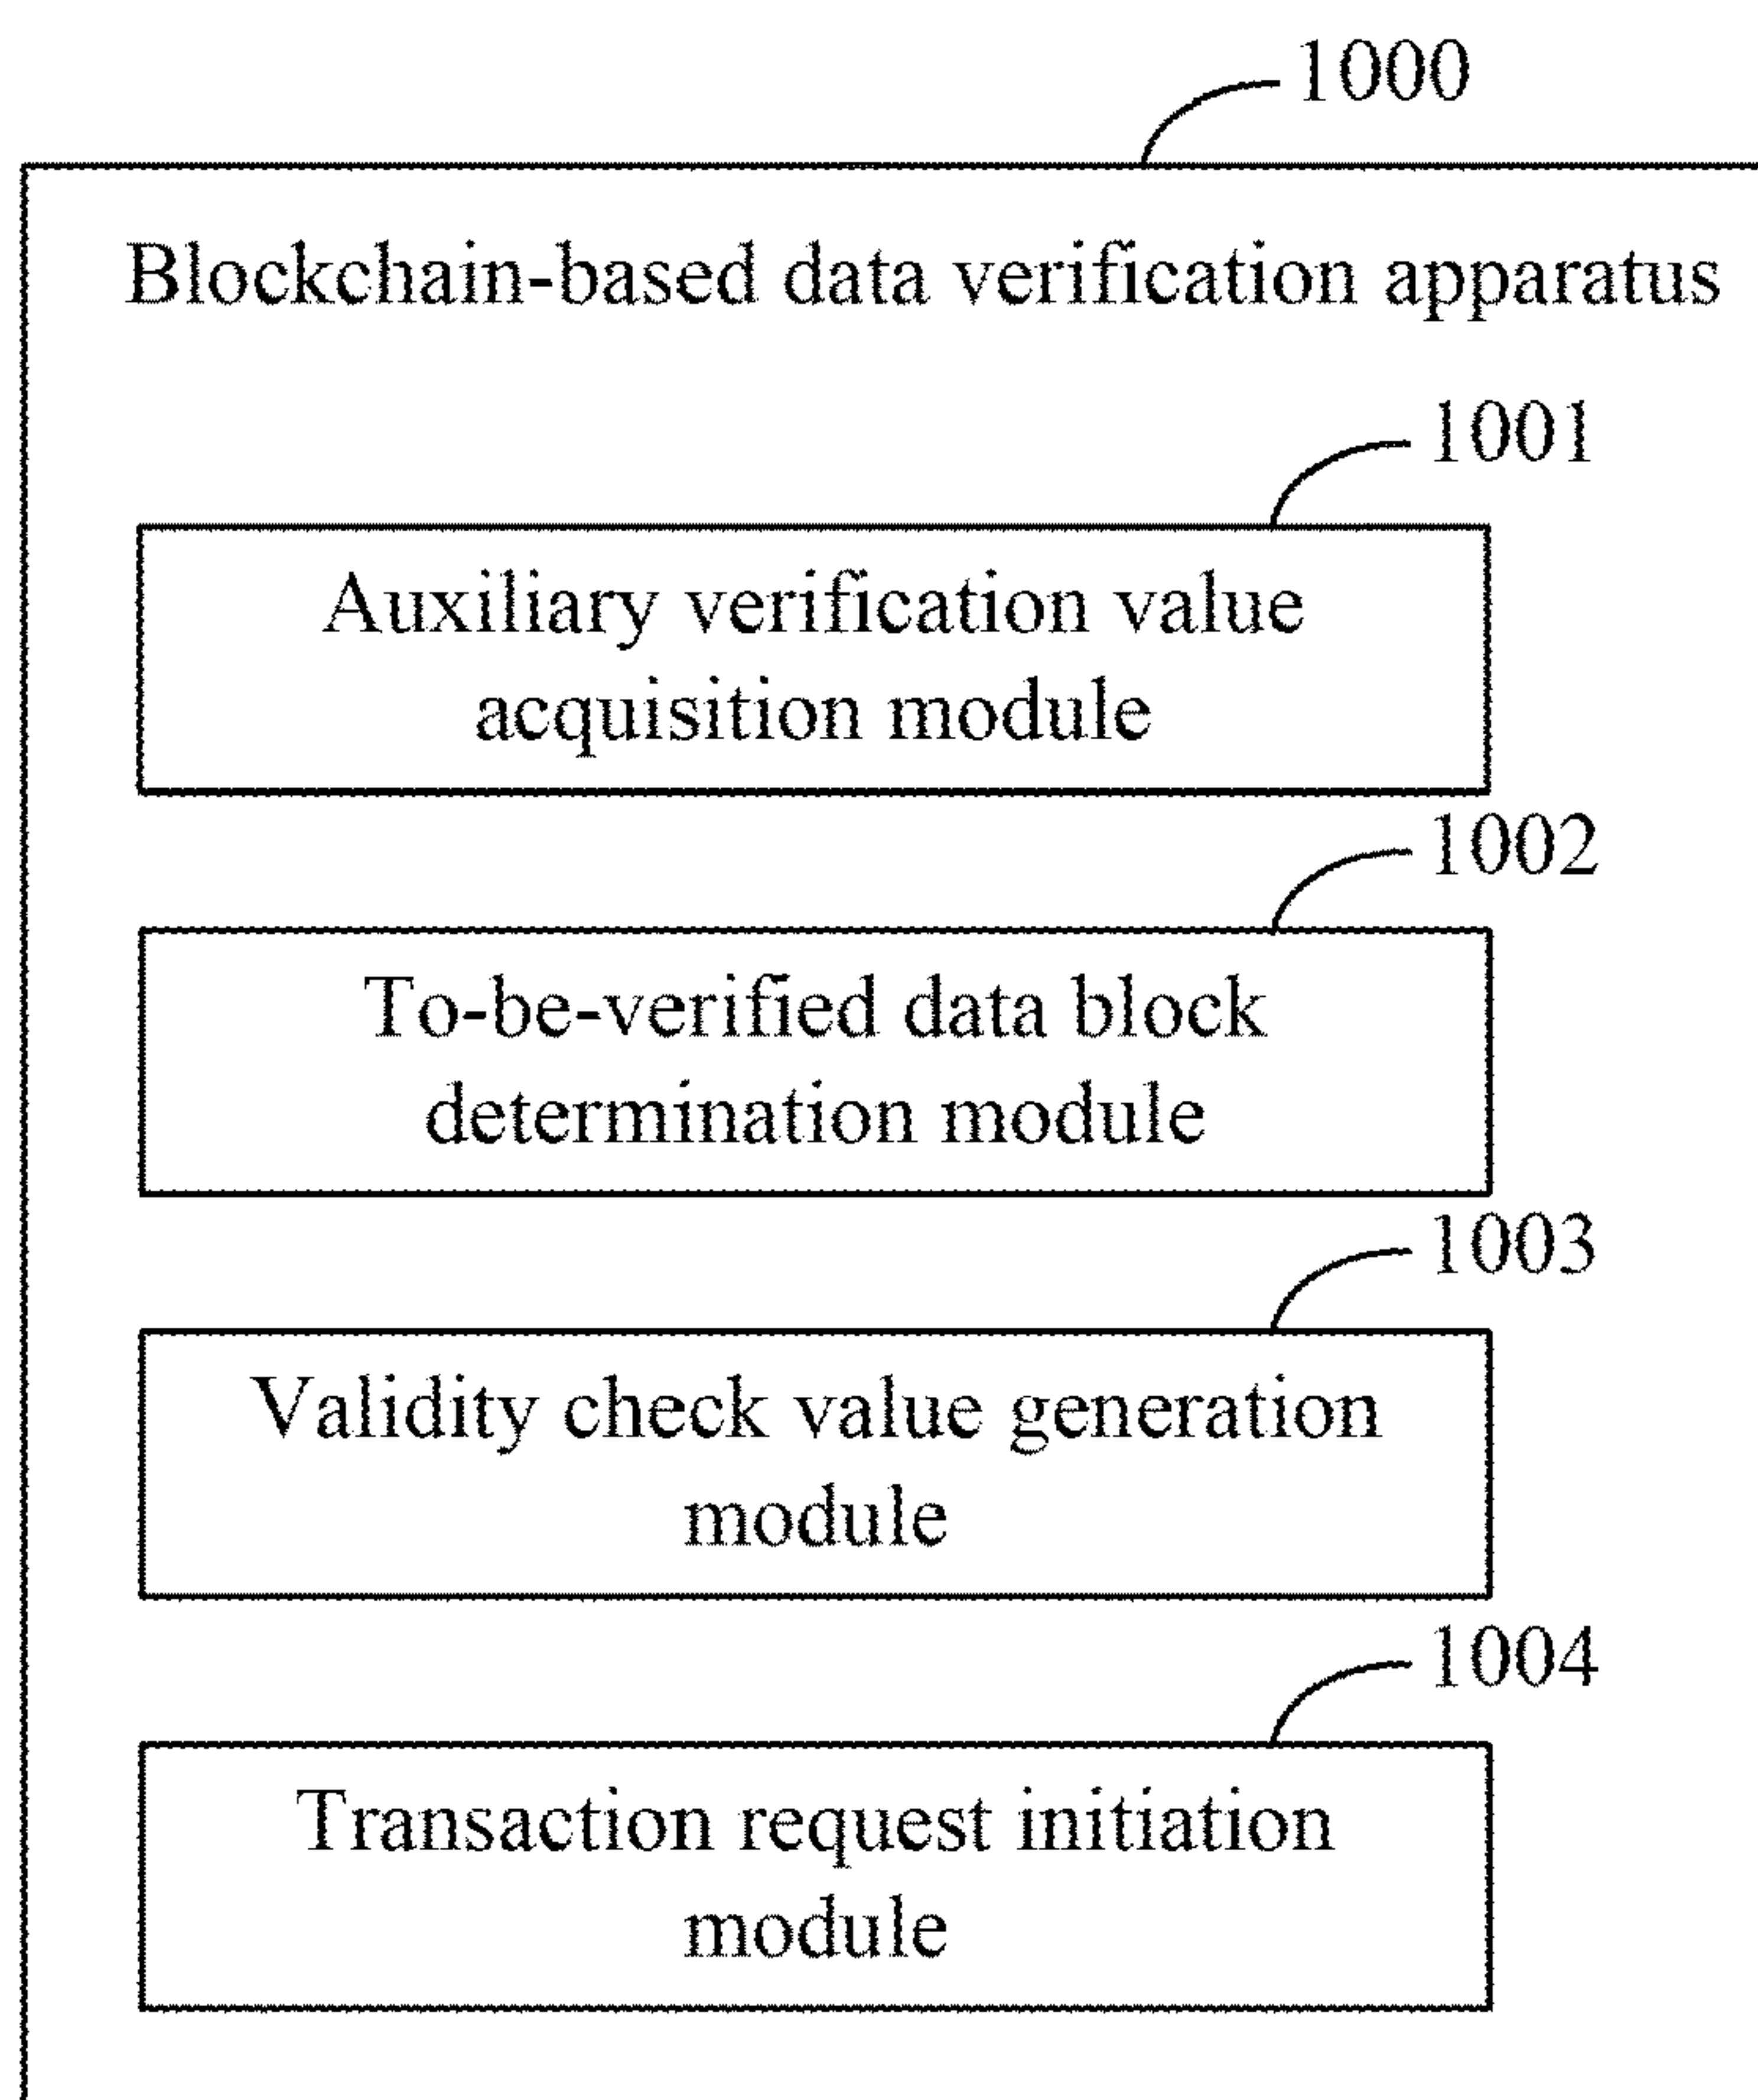 1000
Blockchain-based data verification apparatus
1001
Auxiliary verification value
acquisition module
1002
To-be-verified data block
determination module
1003
Validity check value generation
module
1004
Transaction request initiation
module